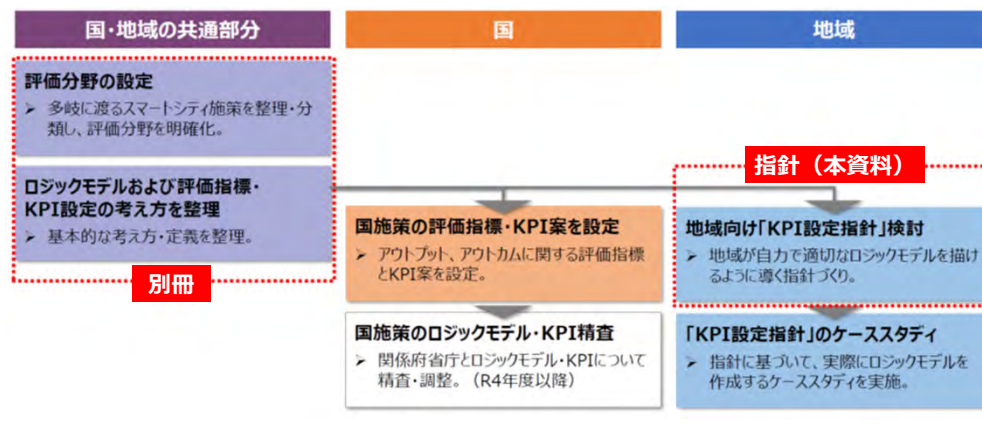 国・地域の共通部分
評価分野の設定
➢ 多岐に渡るスマートシティ施策を整理・分
類し、評価分野を明確化。
ロジックモデルおよび評価指標・
KPI設定の考え方を整理
➢ 基本的な考え方・定義を整理。
別冊
国
国施策の評価指標・KPI案を設定
➢ アウトプット、アウトカムに関する評価指標
とKPI案を設定。
国施策のロジックモデル・KPI精査
➢ 関係府省庁とロジックモデル・KPIについて
精査・調整。（R4年度以降）
地域
指針（本資料）
地域向け「KPI設定指針」検討
➢ 地域が自力で適切なロジックモデルを描け
るように導く指針づくり。
「KPI設定指針」のケーススタディ
➢ 指針に基づいて、実際にロジックモデルを
作成するケーススタディを実施。